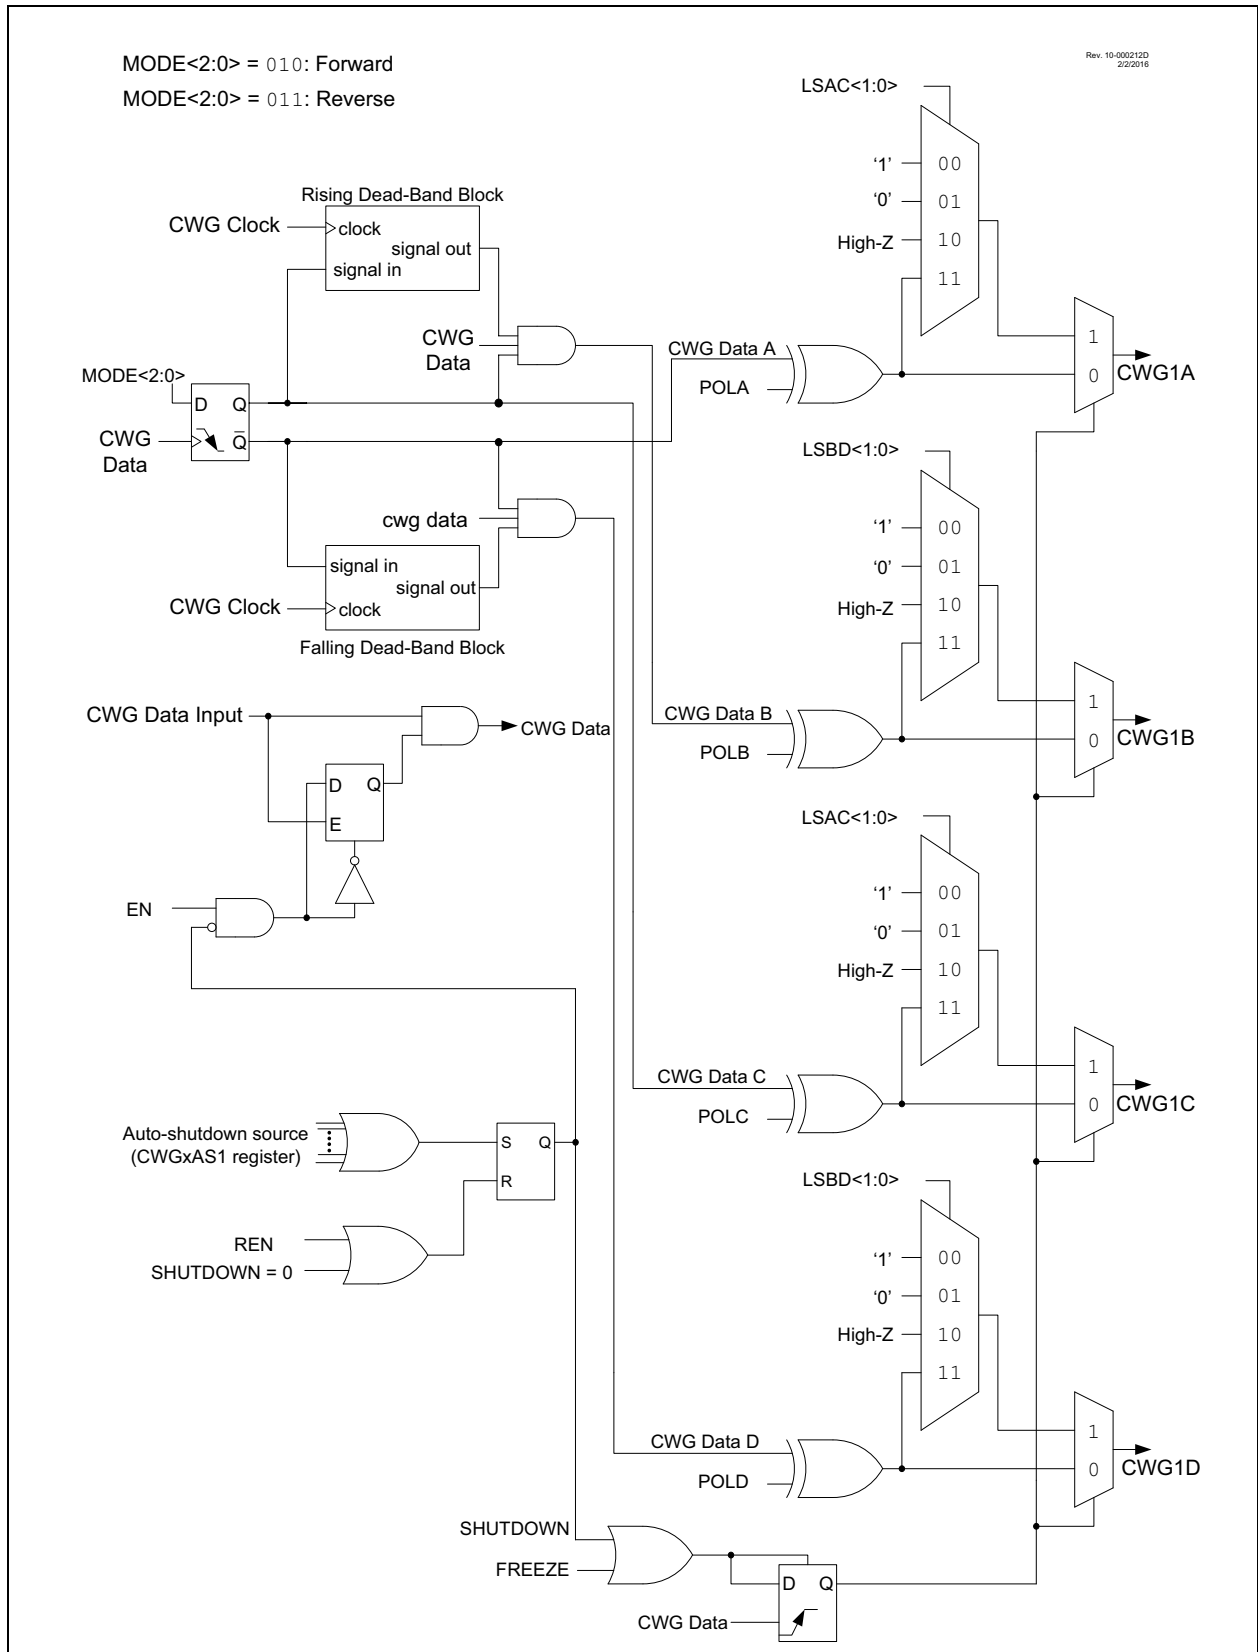 MODE<2:0> = 010: Forward
MODE<2:0> = 011: Reverse
Rev. 10-000212D
2/2/2016
LSAC<1:0>
'1'
00
'0'
01
High-Z
10
11
1
0
CWG1A
Rising Dead-Band Block
CWG Clock
clock
signal out
signal in
CWG
Data
CWG Data A
POLA
MODE<2:0>
D
Q
CWG
Data
Q
cwg data
signal in
signal out
CWG Clock
clock
Falling Dead-Band Block
LSBD<1:0>
'1'
00
'0'
01
High-Z
10
11
1
0
CWG1B
CWG Data B
POLB
CWG Data Input
CWG Data
D
Q
E
EN
LSAC<1:0>
'1'
00
'0'
01
High-Z
10
11
1
0
CWG1C
CWG Data C
POLC
Auto-shutdown source
(CWGxAS1 register)
S
Q
R
REN
SHUTDOWN = 0
LSBD<1:0>
'1'
00
'0'
01
High-Z
10
11
1
0
CWG1D
CWG Data D
POLD
SHUTDOWN
FREEZE
D
Q
CWG Data